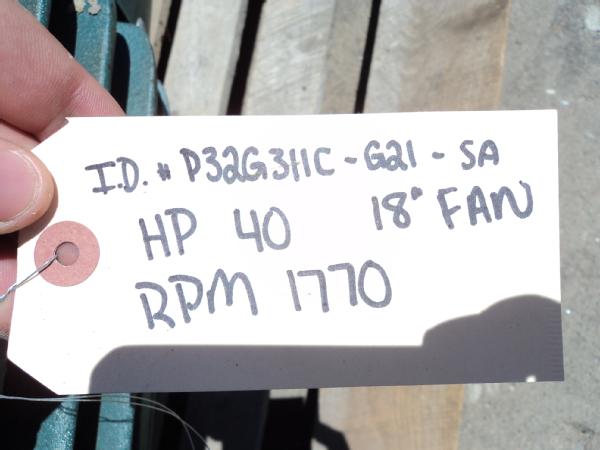 I.D. # P32G311C-G21-SA
HP 40 18" FAN
RPM 1770